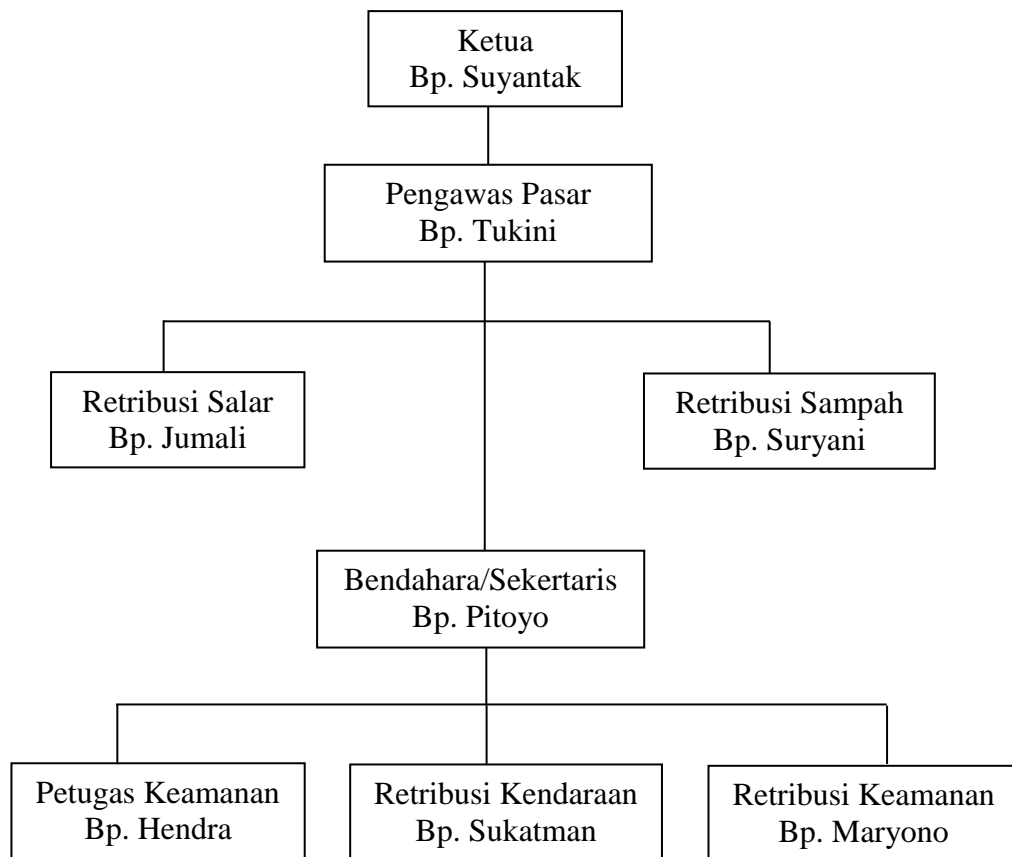 Ketua
Bp. Suyantak
Pengawas Pasar
Bp. Tukini
Retribusi Salar
Bp. Jumali
Retribusi Sampah
Bp. Suryani
Bendahara/Sekertaris
Bp. Pitoyo
Petugas Keamanan
Bp. Hendra
Retribusi Kendaraan
Bp. Sukatman
Retribusi Keamanan
Bp. Maryono